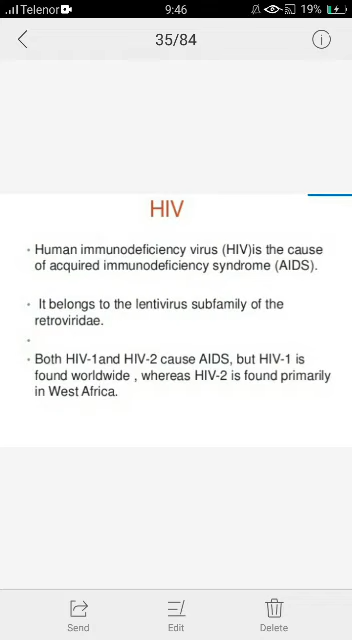 Telenor 9:46 19%
35/84
HIV
• Human immunodeficiency virus (HIV)is the cause
of acquired immunodeficiency syndrome (AIDS).
• It belongs to the lentivirus subfamily of the
retroviridae.
•
• Both HIV-1and HIV-2 cause AIDS, but HIV-1 is
found worldwide , whereas HIV-2 is found primarily
in West Africa.
Send Edit Delete